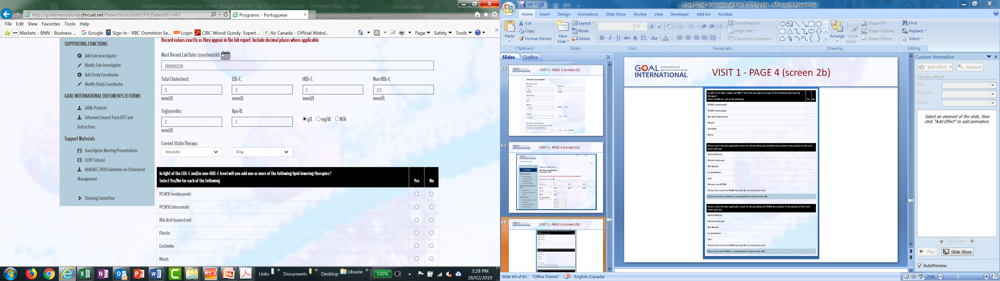 http://goalinternational.chrcuat.net/PatientVisit/GIntV1P4?PatientID=667
Programs - Portuguese
File Edit View Favorites Tools Help
Markets - BNN - Business ... Google Sign-in - RBC Dominion Se... Login CIBC Wood Gundy Expert ... Air Canada - Official Websi...
Page Safety Tools
SUPPORTING FUNCTIONS
Add Sub-Investigator
Modify Sub-Investigator
Add Study Coordinator
Modify Study Coordinator
GOAL INTERNATIONAL DOCUMENTS & FORMS
GOAL Protocol
Informed Consent Form (ICF) and
Instructions
Support Materials
Investigator Meeting Presentations
ECRF Tutorial
AHA/ACC 2018 Guidelines on Cholesterol
Management
Steering Committee
Record values exactly as they appear in the lab report. Include decimal places where applicable
Most Recent Lab Date: (yyyy/mm/dd)
2019/02/28
Total Cholesterol: LDL-C: HDL-C: Non HDL-C:
5 3 1 3.5
mmol/L mmol/L mmol/L mmol/L
Triglycerides: Apo-B:
2 1 g/L mg/dL N/A
mmol/L
Current Statin Therapy:
Atorvastatin 40 mg
In light of the LDL-C and/or non-HDL-C level will you add one or more of the following lipid lowering therapies?
Select Yes/No for each of the following Yes No
PCSK9i (evolocumab)
PCSK9i (alirocumab)
Bile Acid Sequestrant
Fibrate
Ezetimibe
Niacin
Links Documents Desktop Librarie 100% 3:28 PM
28/02/2019
Core GOAL International Feb 9 2019.pptx - Microsoft PowerPoint
Home Insert Design Animations Slide Show Review View Developer Add-Ins Acrobat
Paste Cut Copy Format Painter
Clipboard
New Slide Layout Reset Delete
Slides
18
Font
Text Direction Align Text Convert to SmartArt
Paragraph
Arrange Quick Styles Shape Fill Shape Outline Shape Effects
Drawing
Find Replace Select
Editing
Slides Outline
62
GOAL INTERNATIONAL
VISIT 1 - PAGE 3 (screen 2c)
PHYSICAL ASSESSMENT
Blood Pressure
Heart Rate
Weight
Height
63
GOAL INTERNATIONAL
VISIT 1 - PAGE 4 (screen 2a)
64
GOAL INTERNATIONAL
VISIT 1 - PAGE 4 (screen 2b)
GOAL INTERNATIONAL
Guidelines Oriented
Approach to Lipid lowering
VISIT 1 - PAGE 4 (screen 2b)
In light of the LDL-C and/or non-HDL-C level will you add one or more of the following lipid lowering
therapies?
Select Yes/No for each of the following Yes No
PCSK9i (evolocumab)
PCSK9i (alirocumab)
Bile Acid Sequestrant
Fibrate
Ezetimibe
Niacin
Please select the most applicable reason for not providing the Ezetimibe prescription to this patient at this visit:
Select only one
Patient Refusal
Patient intolerant
Not Needed
Co-morbidities
Cost
Patient is on PCSK9i
Patient will return for Rx/Will provide Rx at next patient visit.
Please note that ezetimibe is recommended to achieve lower LDL.
Please select the most applicable reason for not providing the PCSK9i prescription to this patient at this visit:
Select only one
Patient Refusal
Patient intolerant
Not Needed
Co-morbidities
Cost
Patient will return for Rx/Will provide Rx at next patient visit.
Please note that PCSK9i is recommended to achieve lower LDL.
Custom Animation
Add Effect Remove
Modify effect
Start:
Property:
Speed:
Select an element of the slide, then
click "Add Effect" to add animation.
Re-Order
Play Slide Show
AutoPreview
Slide 64 of 81 "Office Theme" English (Canada) 73%